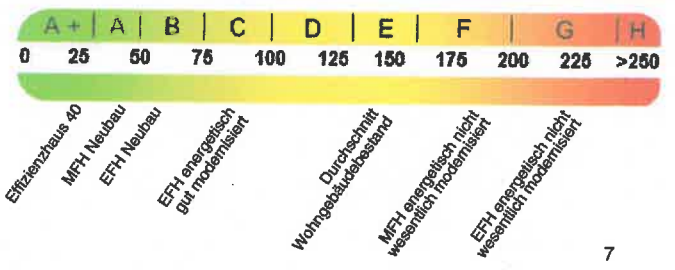 A+ | A | B | C | D | E | F | G | H
0 25 50 75 100 125 150 175 200 225 >250
Effizienzhaus 40
MFH Neubau
EFH Neubau
EFH energetisch
gut modernisiert
Durchschnitt
Wohngebäudebestand
MFH energetisch nicht
wesentlich modernisiert
EFH energetisch nicht
wesentlich modernisiert
7